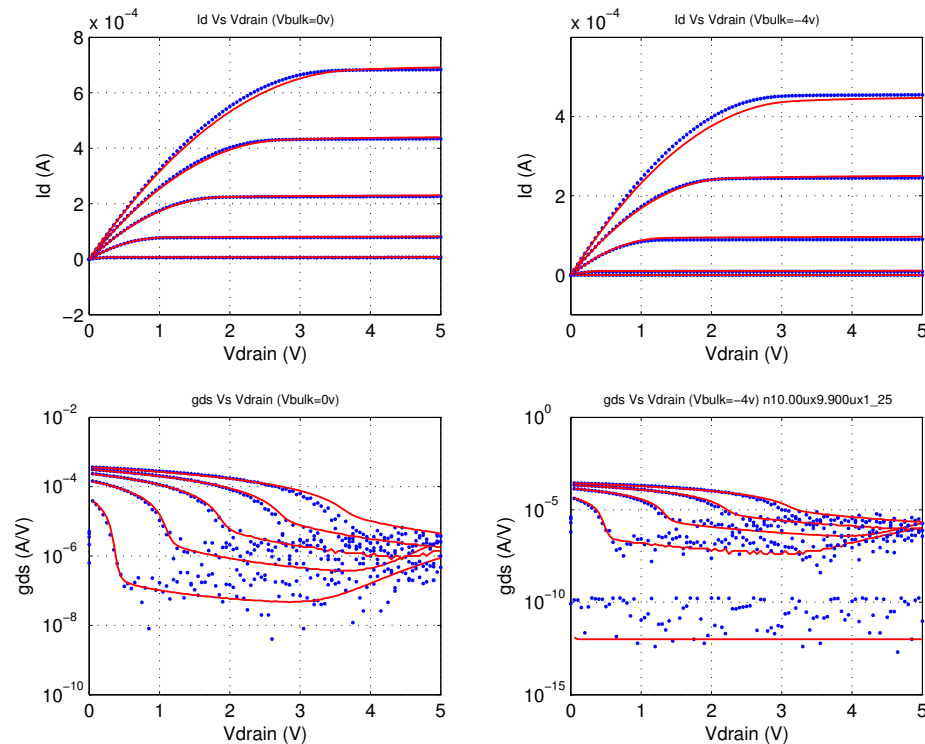 x 10⁻⁴
Id Vs Vdrain (Vbulk=0v)
8
6
4
2
0
−2
Id (A)
0 1 2 3 4 5
Vdrain (V)
x 10⁻⁴
Id Vs Vdrain (Vbulk=−4v)
4
2
0
0
Id (A)
0 1 2 3 4 5
Vdrain (V)
gds Vs Vdrain (Vbulk=0v)
10⁻²
10⁻⁴
10⁻⁶
10⁻⁸
10⁻¹⁰
gds (A/V)
0 1 2 3 4 5
Vdrain (V)
gds Vs Vdrain (Vbulk=−4v) n10.00ux9.900ux1_25
10⁰
10⁻⁵
10⁻¹⁰
10⁻¹⁵
gds (A/V)
0 1 2 3 4 5
Vdrain (V)